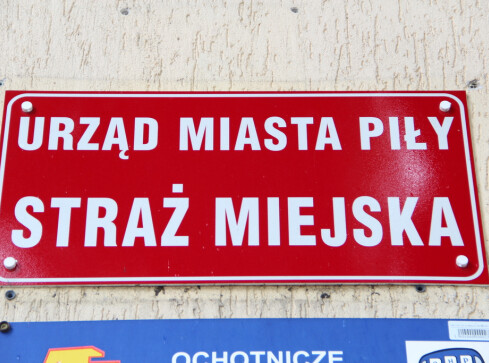 URZĄD MIASTA PIŁY
STRAŻ MIEJSKA
OCHOTNICZE